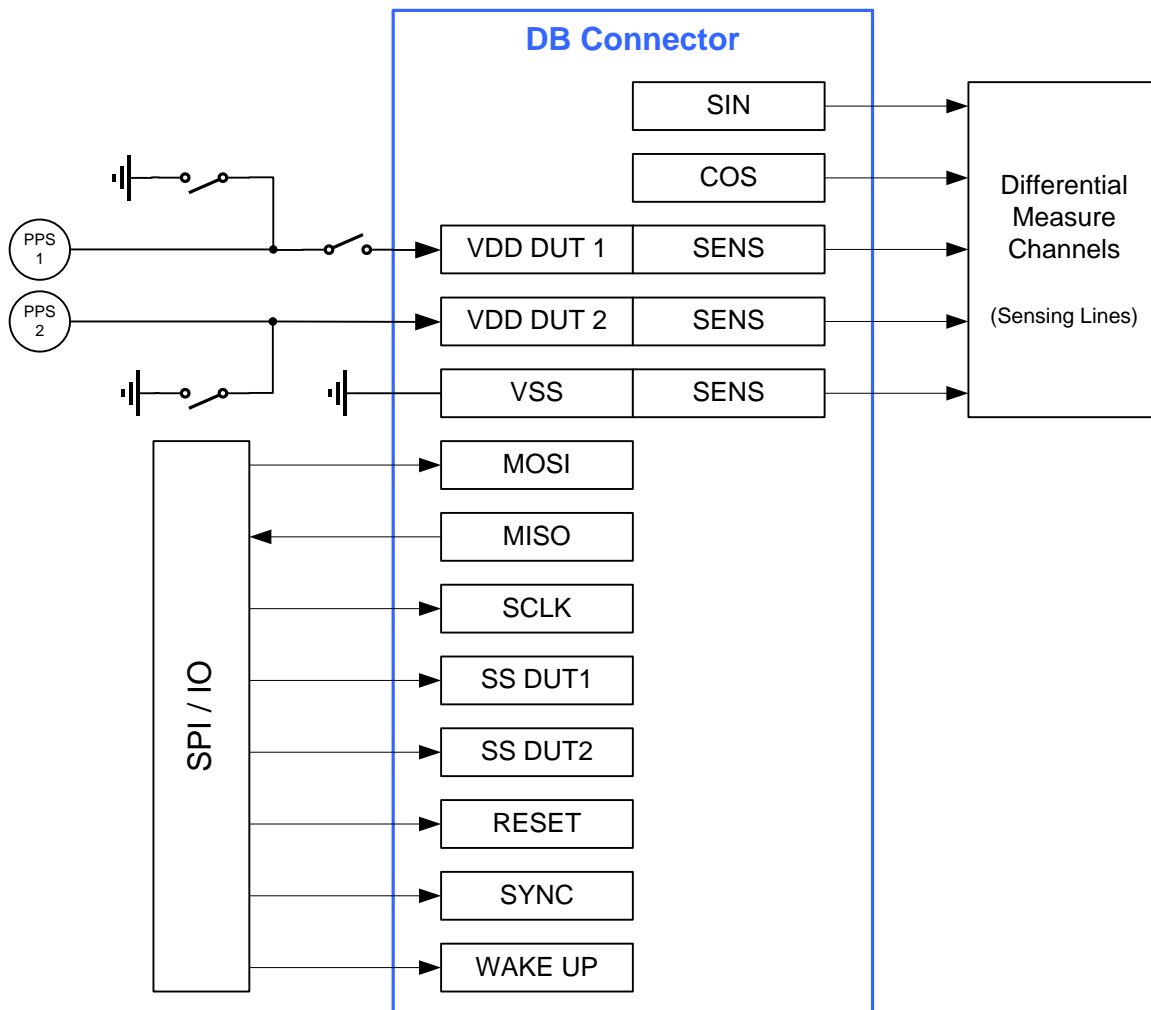 DB Connector
SIN
COS
PPS
1
VDD DUT 1
SENS
PPS
2
VDD DUT 2
SENS
VSS
SENS
Differential
Measure
Channels
(Sensing Lines)
SPI / IO
MOSI
MISO
SCLK
SS DUT1
SS DUT2
RESET
SYNC
WAKE UP